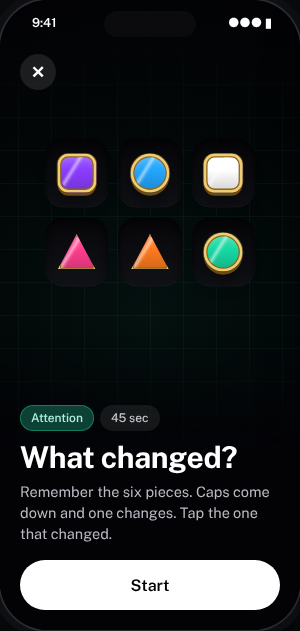 9:41
Attention
45 sec
What changed?
Remember the six pieces. Caps come
down and one changes. Tap the one
that changed.
Start